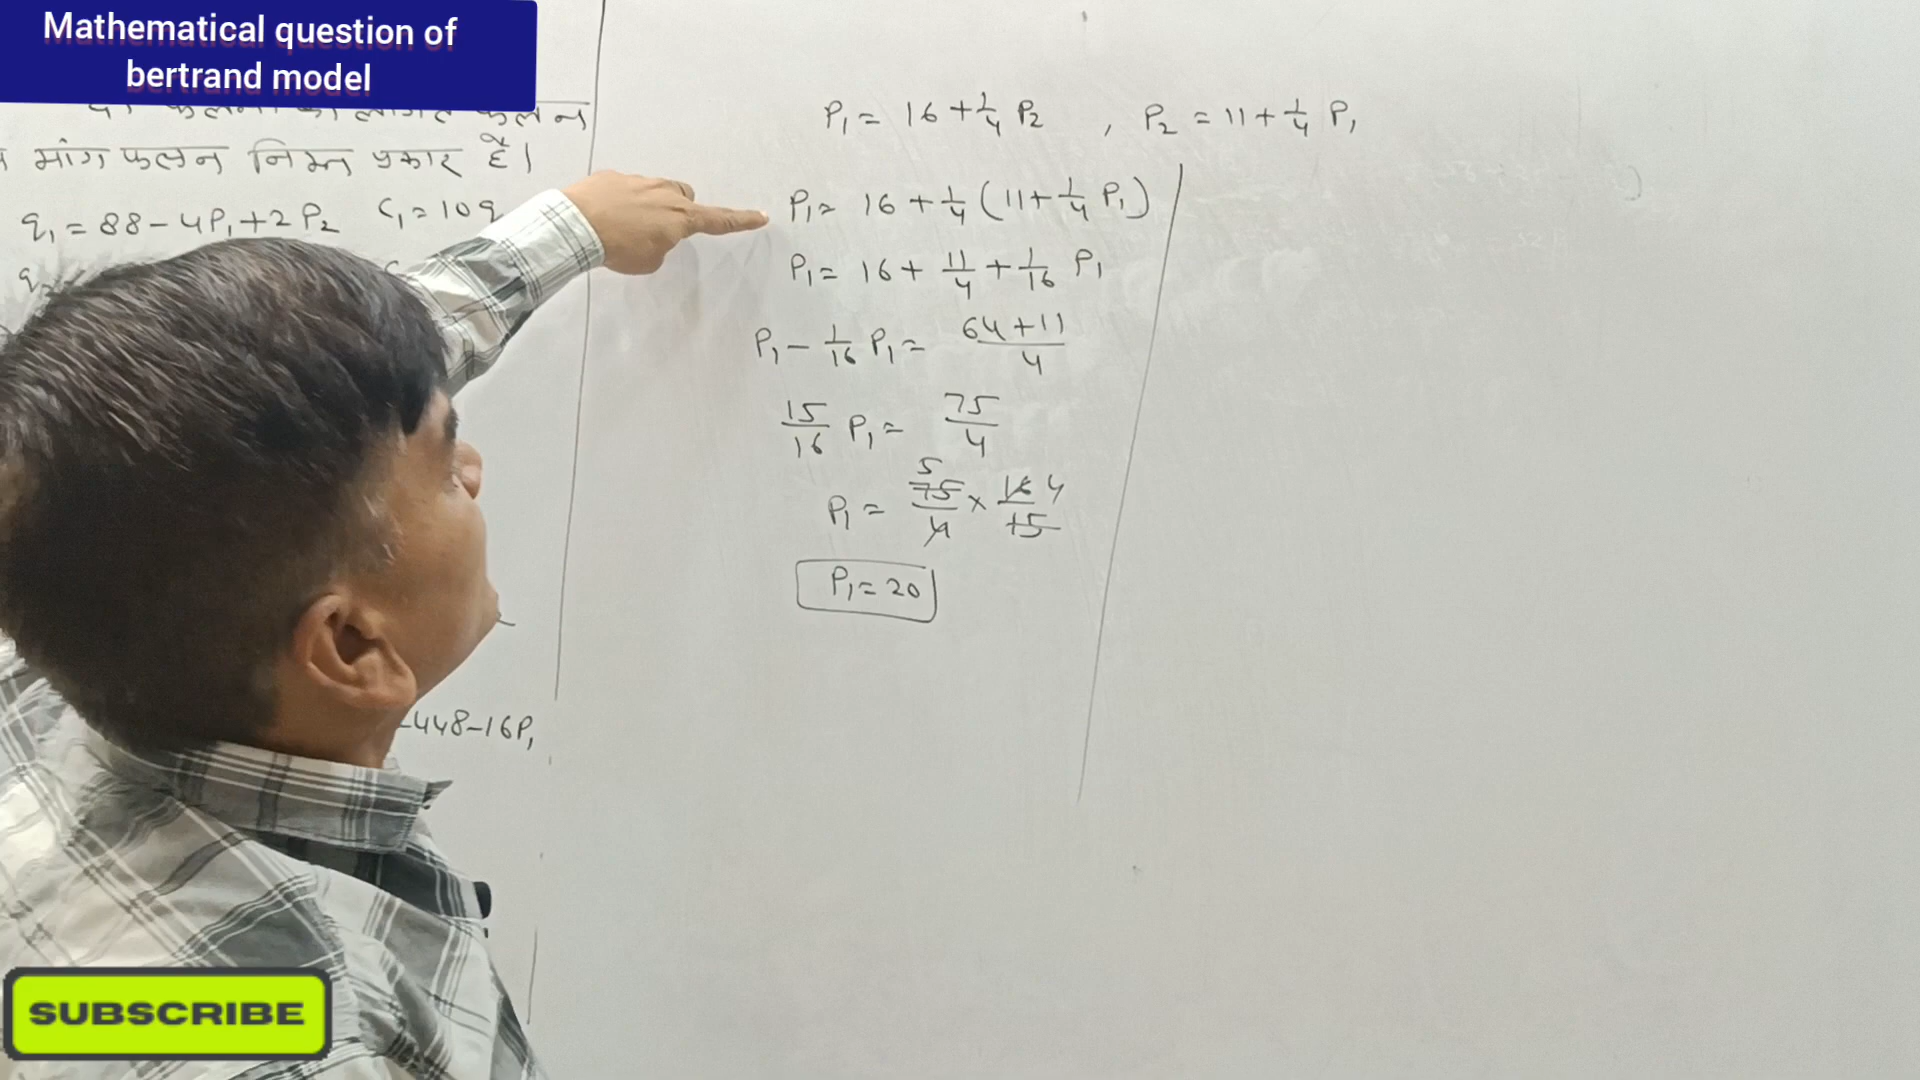 Mathematical question of
bertrand model
मांग फलन निम्न प्रकार है।
q₁ = 88 - 4P₁ + 2P₂ C₁ = 10q
448 - 16P₁
P₁ = 16 + 1/4 P₂ , P₂ = 11 + 1/4 P₁
P₁ = 16 + 1/4 (11 + 1/4 P₁)
P₁ = 16 + 11/4 + 1/16 P₁
P₁ - 1/16 P₁ = 64 + 11 / 4
15/16 P₁ = 75/4
5
P₁ = 75/4 × 16/15 4
P₁ = 20
SUBSCRIBE